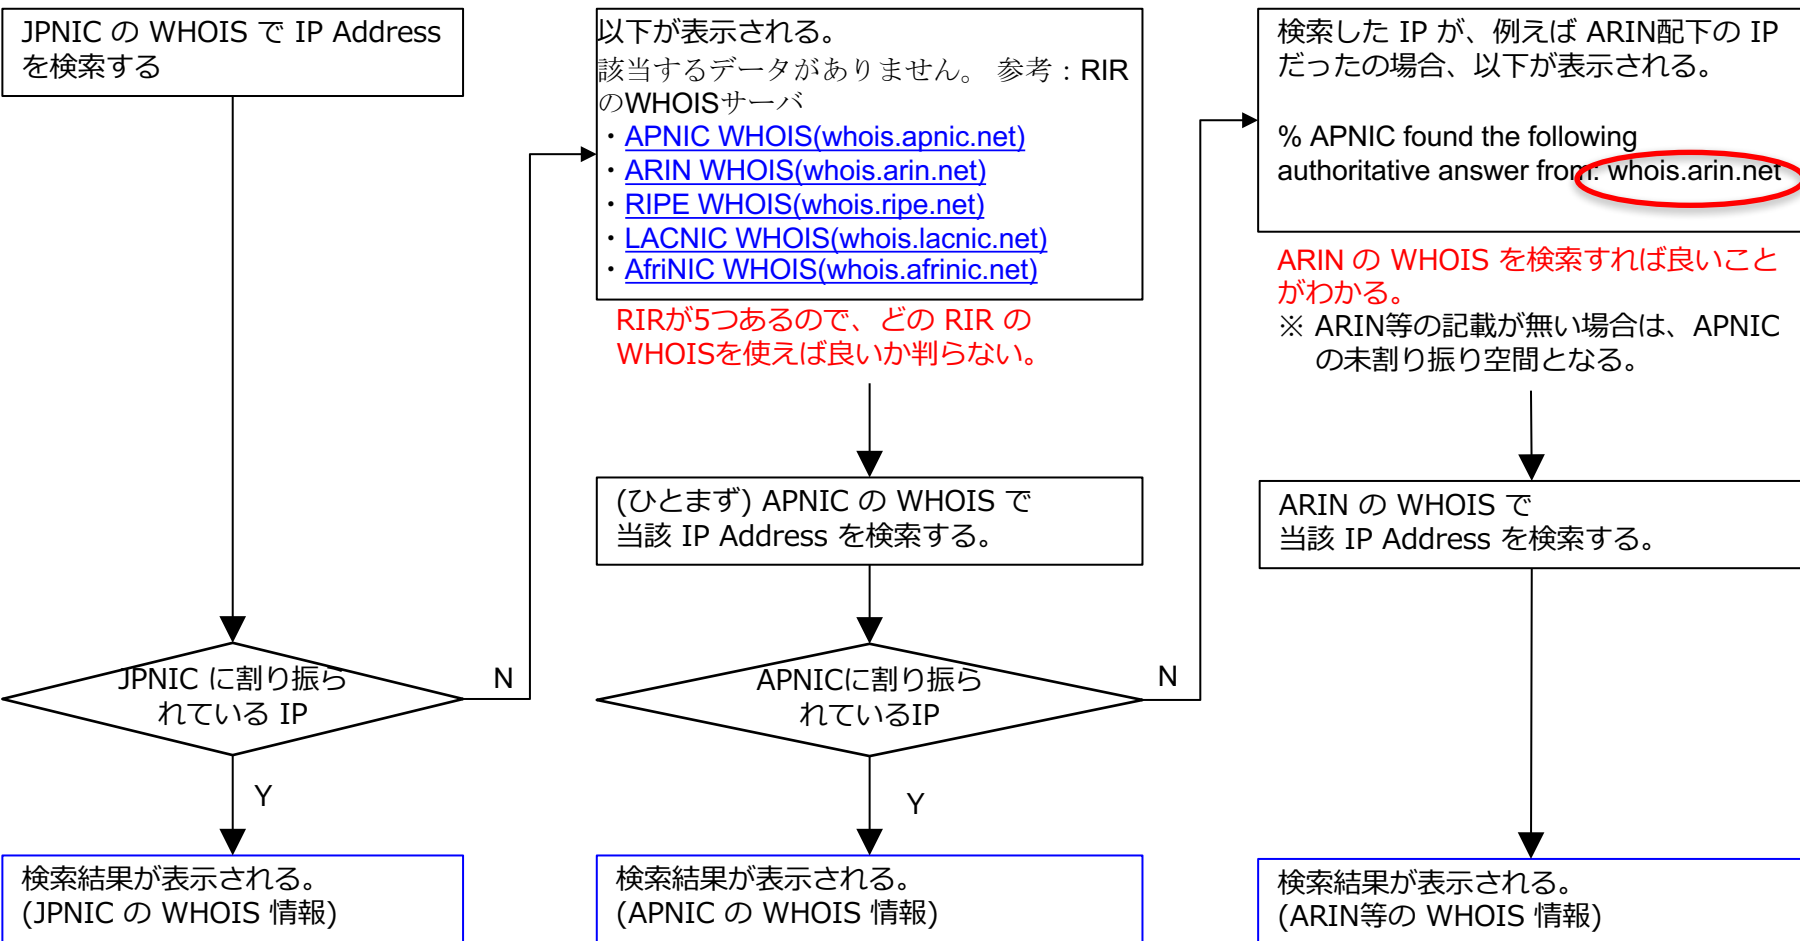 JPNIC の WHOIS で IP Address
を検索する
JPNIC に割り振ら
れている IP
N
Y
検索結果が表示される。
(JPNIC の WHOIS 情報)
以下が表示される。
該当するデータがありません。 参考：RIR
のWHOISサーバ
・APNIC WHOIS(whois.apnic.net)
・ARIN WHOIS(whois.arin.net)
・RIPE WHOIS(whois.ripe.net)
・LACNIC WHOIS(whois.lacnic.net)
・AfriNIC WHOIS(whois.afrinic.net)
RIRが5つあるので、どの RIR の
WHOISを使えば良いか判らない。
(ひとまず) APNIC の WHOIS で
当該 IP Address を検索する。
APNICに割り振ら
れているIP
N
Y
検索結果が表示される。
(APNIC の WHOIS 情報)
検索した IP が、例えば ARIN配下の IP
だったの場合、以下が表示される。
% APNIC found the following
authoritative answer from: whois.arin.net
ARIN の WHOIS を検索すれば良いこと
がわかる。
※ ARIN等の記載が無い場合は、APNIC
の未割り振り空間となる。
ARIN の WHOIS で
当該 IP Address を検索する。
検索結果が表示される。
(ARIN等の WHOIS 情報)